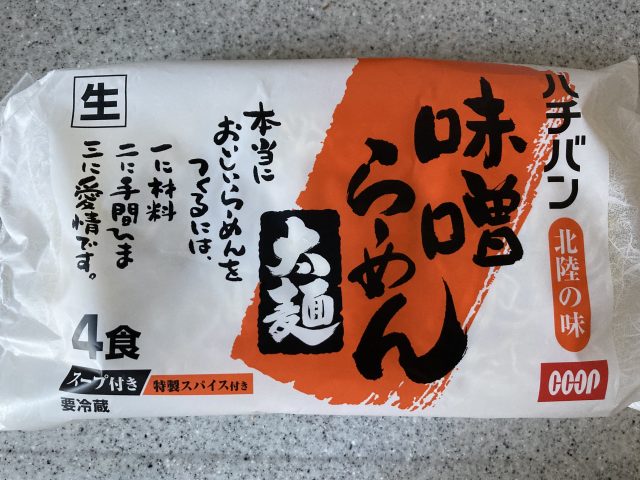 ハチバン
北陸の味
味噌
らーめん
太麺
本当に
おいしいらーめんを
つくるには、
一に材料
二に手間ひま
三に愛情です。
生
4食
スープ付き
特製スパイス付き
要冷蔵
COOP